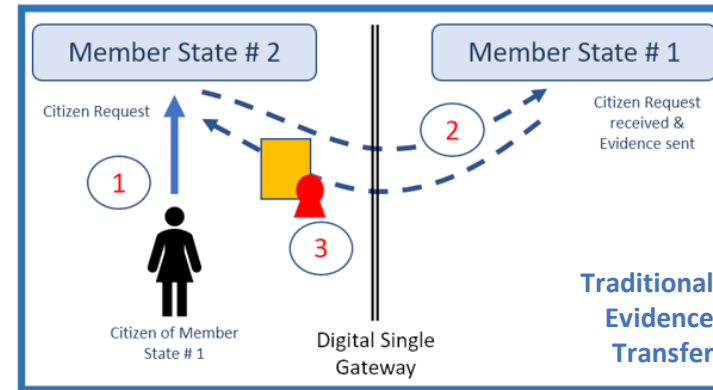 Member State # 2
Member State # 1
Citizen Request
Citizen Request
received &
Evidence sent
2
1
3
Citizen of Member
State # 1
Digital Single
Gateway
Traditional
Evidence
Transfer